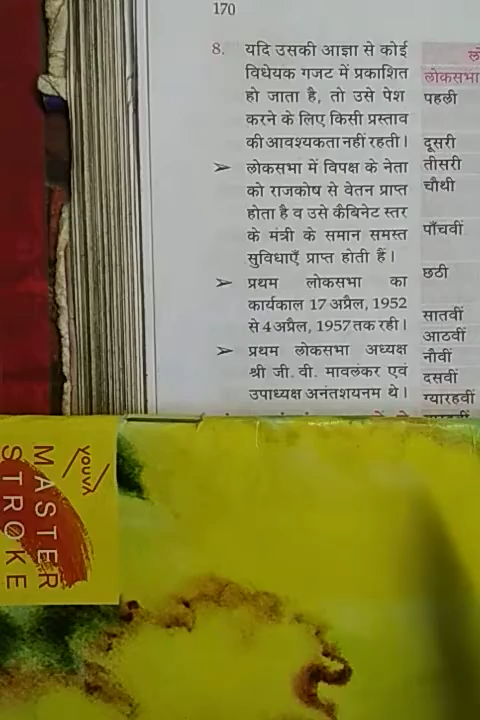 170
8. यदि उसकी आज्ञा से कोई
विधेयक गजट में प्रकाशित
हो जाता है, तो उसे पेश
करने के लिए किसी प्रस्ताव
की आवश्यकता नहीं रहती।
➢ लोकसभा में विपक्ष के नेता
को राजकोष से वेतन प्राप्त
होता है व उसे कैबिनेट स्तर
के मंत्री के समान समस्त
सुविधाएँ प्राप्त होती हैं।
➢ प्रथम लोकसभा का
कार्यकाल 17 अप्रैल, 1952
से 4 अप्रैल, 1957 तक रही।
➢ प्रथम लोकसभा अध्यक्ष
श्री जी. वी. मावलंकर एवं
उपाध्यक्ष अनंतशयनम थे।
लोकसभा
पहली
दूसरी
तीसरी
चौथी
पाँचवीं
छठी
सातवीं
आठवीं
नौवीं
दसवीं
ग्यारहवीं
youva
MASTER
STROKE